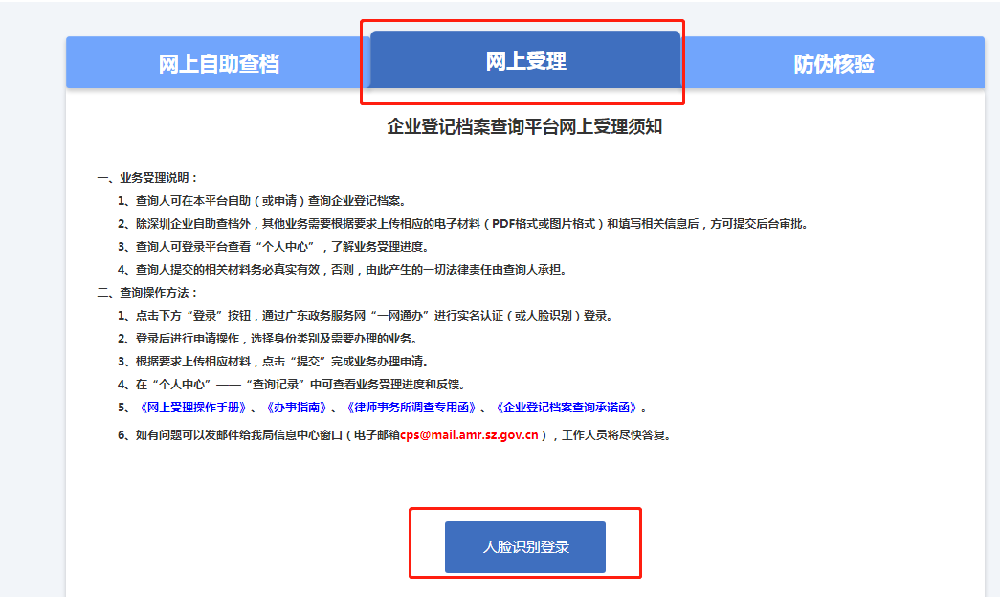 网上自助查档
网上受理
防伪核验
企业登记档案查询平台网上受理须知
一、业务受理说明：
1、查询人可在本平台自助（或申请）查询企业登记档案。
2、除深圳企业自助查档外，其他业务需要根据要求上传相应的电子材料（PDF格式或图片格式）和填写相关信息后，方可提交后台审批。
3、查询人可登录平台查看“个人中心”，了解业务受理进度。
4、查询人提交的相关材料务必真实有效，否则，由此产生的一切法律责任由查询人承担。
二、查询操作方法：
1、点击下方“登录”按钮，通过广东政务服务网“一网通办”进行实名认证（或人脸识别）登录。
2、登录后进行申请操作，选择身份类别及需要办理的业务。
3、根据要求上传相应材料，点击“提交”完成业务办理申请。
4、在“个人中心”——“查询记录”中可查看业务受理进度和反馈。
5、《网上受理操作手册》、《办事指南》、《律师事务所调查专用函》、《企业登记档案查询承诺函》。
6、如有问题可以发邮件给我局信息中心窗口（电子邮箱cps@mail.amr.sz.gov.cn），工作人员将尽快答复。
人脸识别登录